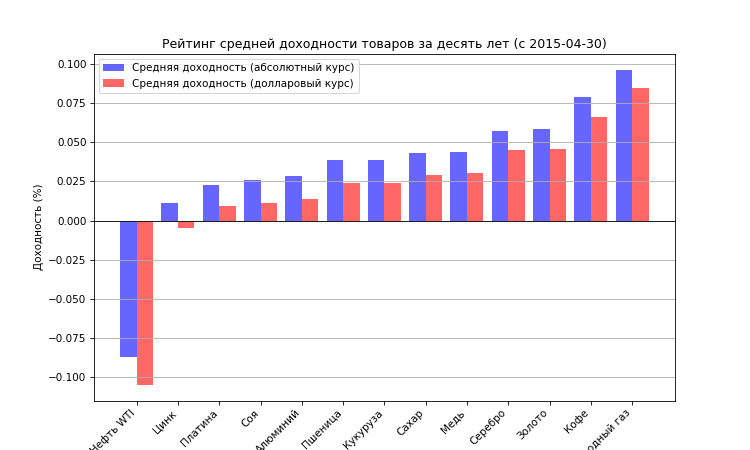 Рейтинг средней доходности товаров за десять лет (с 2015-04-30)
Средняя доходность (абсолютный курс)
Средняя доходность (долларовый курс)
Доходность (%)
0.100
0.075
0.050
0.025
0.000
−0.025
−0.050
−0.075
−0.100
Нефть WTI
Цинк
Платина
Соя
Алюминий
Пшеница
Кукуруза
Сахар
Медь
Серебро
Золото
Кофе
газ